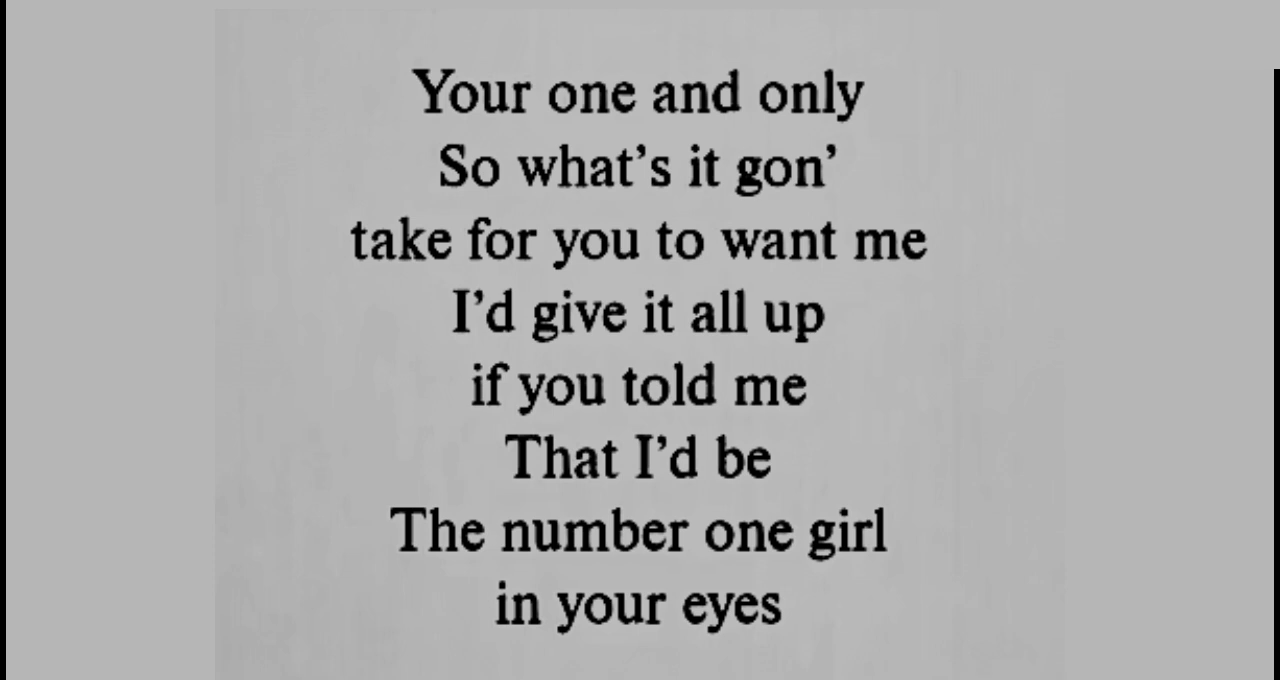 Your one and only
So what’s it gon’
take for you to want me
I’d give it all up
if you told me
That I’d be
The number one girl
in your eyes